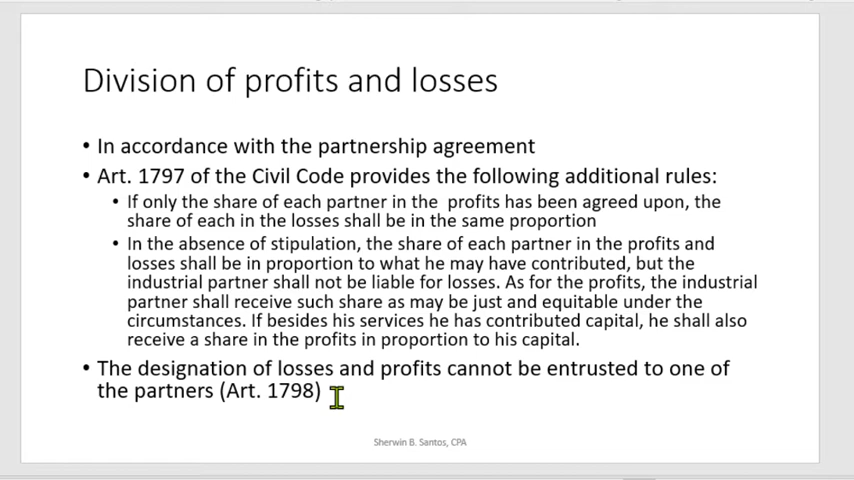 Division of profits and losses
• In accordance with the partnership agreement
• Art. 1797 of the Civil Code provides the following additional rules:
• If only the share of each partner in the profits has been agreed upon, the
share of each in the losses shall be in the same proportion
• In the absence of stipulation, the share of each partner in the profits and
losses shall be in proportion to what he may have contributed, but the
industrial partner shall not be liable for losses. As for the profits, the industrial
partner shall receive such share as may be just and equitable under the
circumstances. If besides his services he has contributed capital, he shall also
receive a share in the profits in proportion to his capital.
• The designation of losses and profits cannot be entrusted to one of
the partners (Art. 1798)
Sherwin B. Santos, CPA